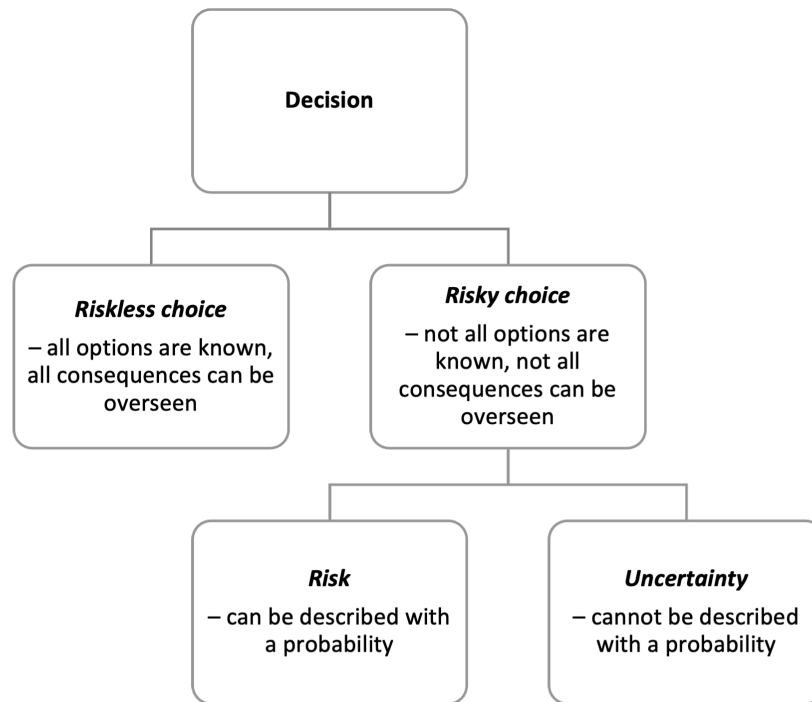 Decision
Riskless choice
– all options are known,
all consequences can be
overseen
Risky choice
– not all options are
known, not all
consequences can be
overseen
Risk
– can be described with
a probability
Uncertainty
– cannot be described
with a probability